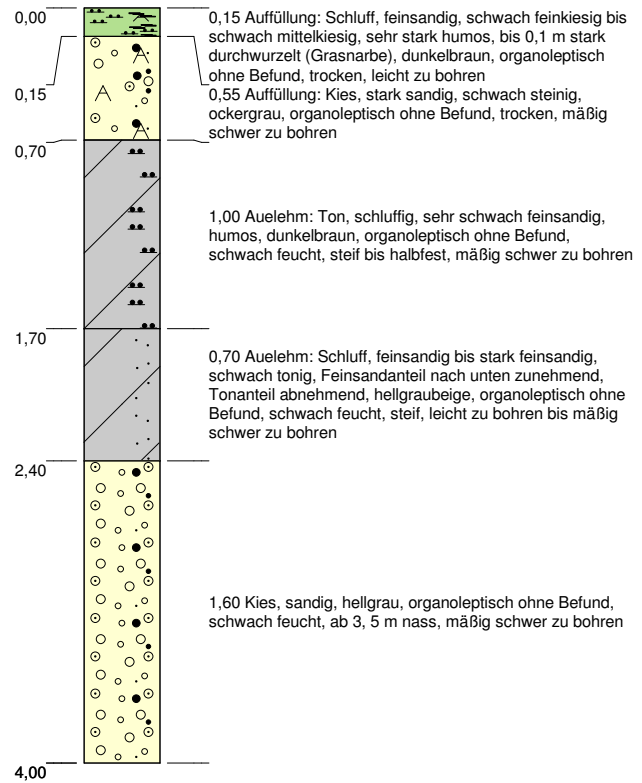 0,00
0,15 Auffüllung: Schluff, feinsandig, schwach feinkiesig bis
schwach mittelkiesig, sehr stark humos, bis 0,1 m stark
durchwurzelt (Grasnarbe), dunkelbraun, organoleptisch
ohne Befund, trocken, leicht zu bohren
0,15
0,55 Auffüllung: Kies, stark sandig, schwach steinig,
ockergrau, organoleptisch ohne Befund, trocken, mäßig
schwer zu bohren
0,70
1,00 Auelehm: Ton, schluffig, sehr schwach feinsandig,
humos, dunkelbraun, organoleptisch ohne Befund,
schwach feucht, steif bis halbfest, mäßig schwer zu bohren
1,70
0,70 Auelehm: Schluff, feinsandig bis stark feinsandig,
schwach tonig, Feinsandanteil nach unten zunehmend,
Tonanteil abnehmend, hellgraubeige, organoleptisch ohne
Befund, schwach feucht, steif, leicht zu bohren bis mäßig
schwer zu bohren
2,40
1,60 Kies, sandig, hellgrau, organoleptisch ohne Befund,
schwach feucht, ab 3, 5 m nass, mäßig schwer zu bohren
4,00